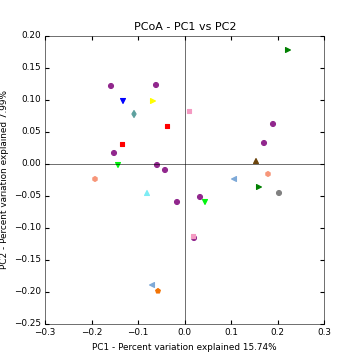 PCoA - PC1 vs PC2
0.20
0.15
0.10
0.05
0.00
−0.05
−0.10
−0.15
−0.20
−0.25
PC2 - Percent variation explained 7.99%
−0.3 −0.2 −0.1 0.0 0.1 0.2 0.3
PC1 - Percent variation explained 15.74%